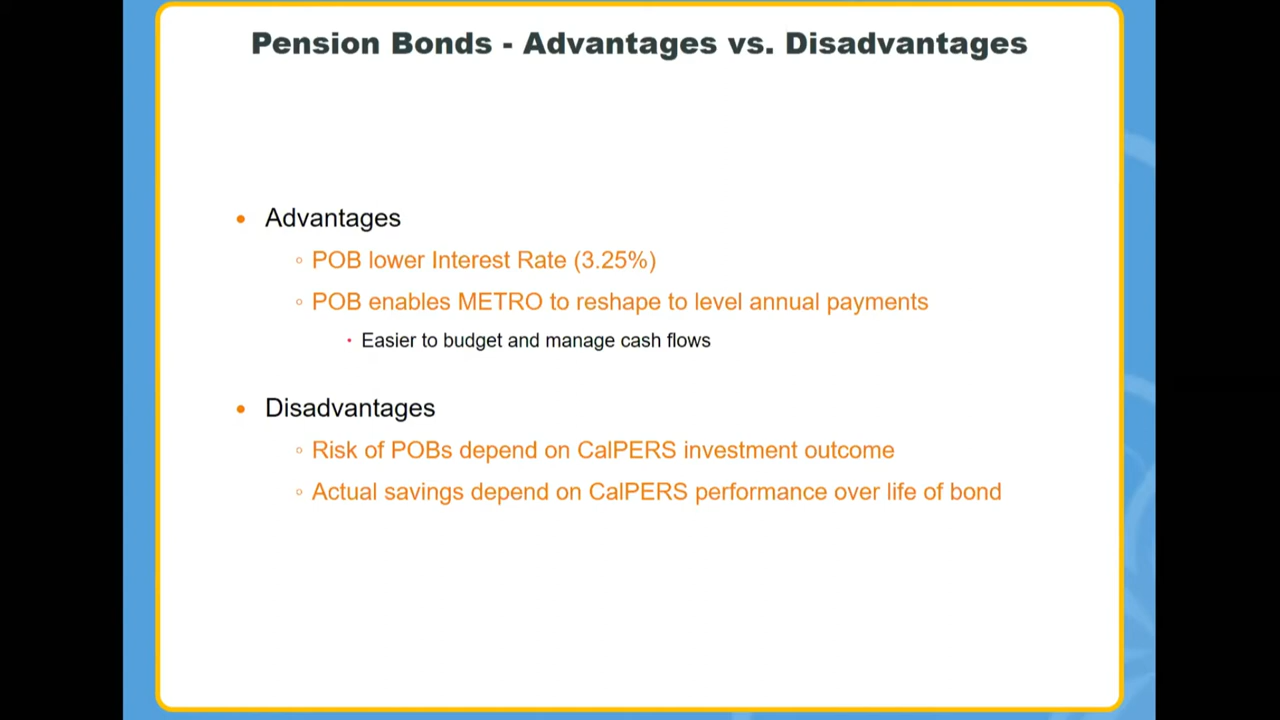 Pension Bonds - Advantages vs. Disadvantages
• Advantages
◦ POB lower Interest Rate (3.25%)
◦ POB enables METRO to reshape to level annual payments
• Easier to budget and manage cash flows
• Disadvantages
◦ Risk of POBs depend on CalPERS investment outcome
◦ Actual savings depend on CalPERS performance over life of bond